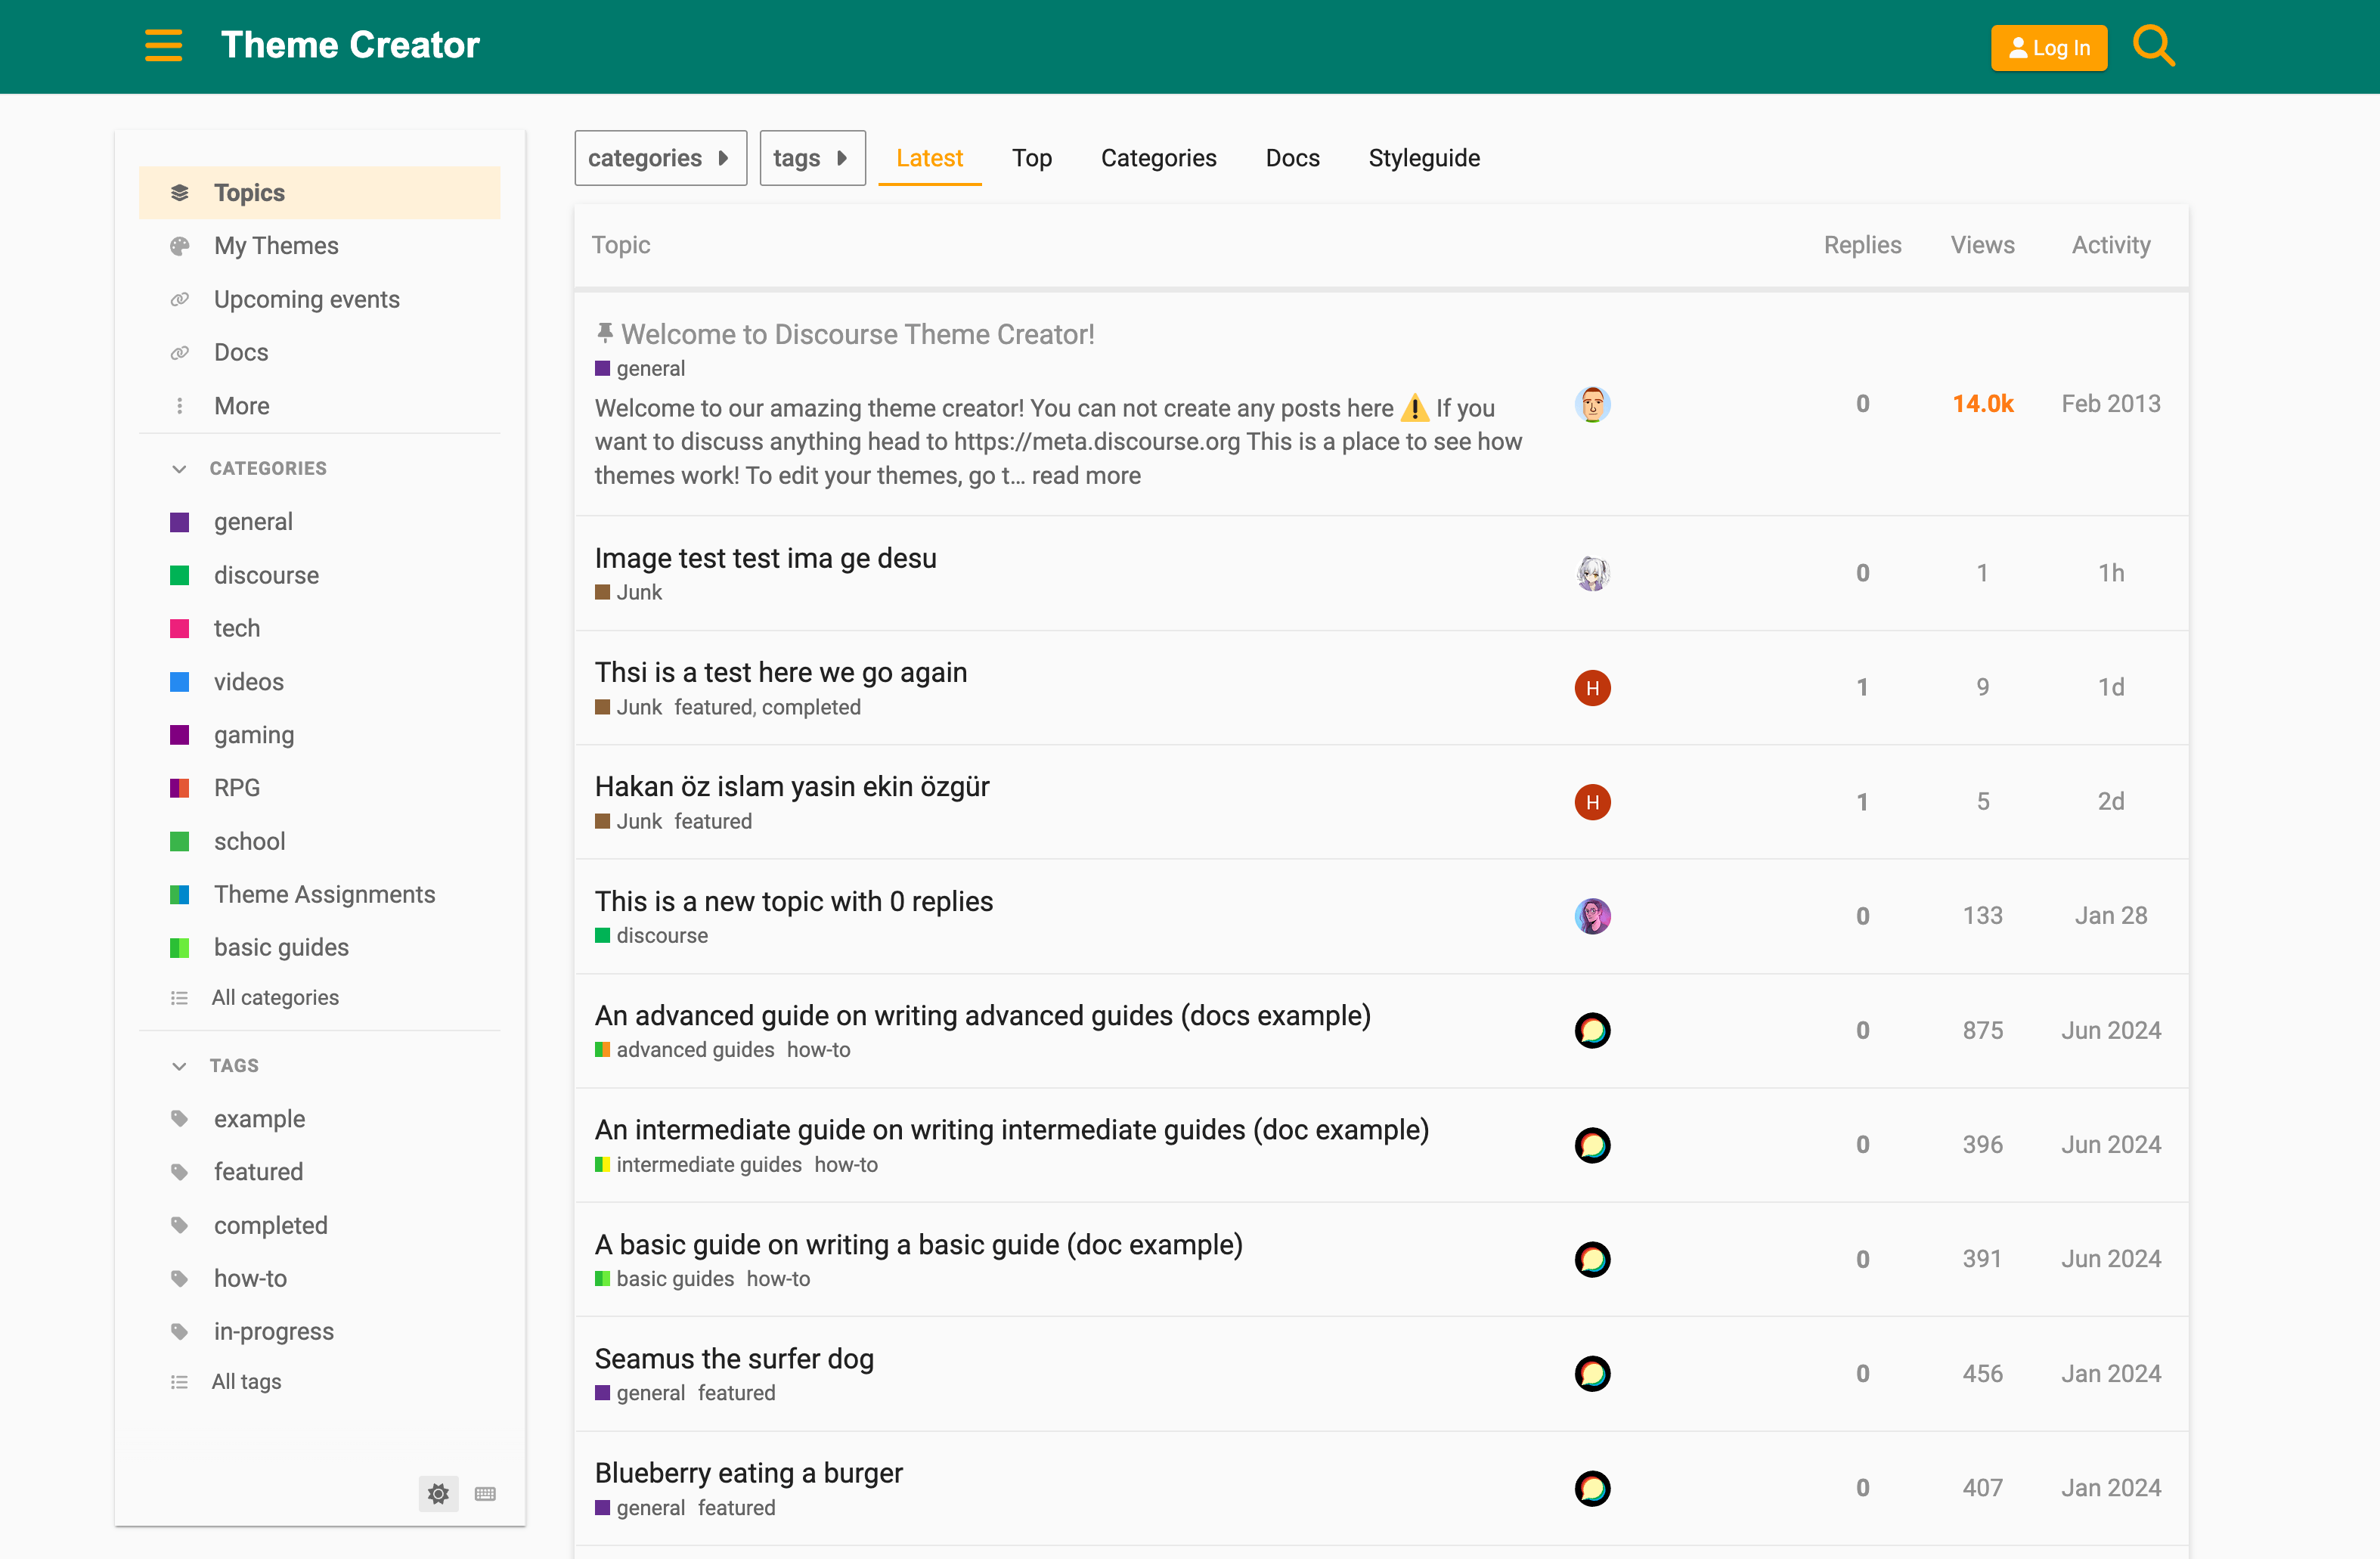 Theme Creator
Log In
Topics
My Themes
Upcoming events
Docs
More
CATEGORIES
general
discourse
tech
videos
gaming
RPG
school
Theme Assignments
basic guides
All categories
TAGS
example
featured
completed
how-to
in-progress
All tags
categories tags Latest Top Categories Docs Styleguide
Topic Replies Views Activity
Welcome to Discourse Theme Creator!
general
Welcome to our amazing theme creator! You can not create any posts here ⚠️ If you
want to discuss anything head to https://meta.discourse.org This is a place to see how
themes work! To edit your themes, go t… read more
0 14.0k Feb 2013
Image test test ima ge desu
Junk
0 1 1h
Thsi is a test here we go again
Junk featured, completed
H 1 9 1d
Hakan öz islam yasin ekin özgür
Junk featured
H 1 5 2d
This is a new topic with 0 replies
discourse
0 133 Jan 28
An advanced guide on writing advanced guides (docs example)
advanced guides how-to
0 875 Jun 2024
An intermediate guide on writing intermediate guides (doc example)
intermediate guides how-to
0 396 Jun 2024
A basic guide on writing a basic guide (doc example)
basic guides how-to
0 391 Jun 2024
Seamus the surfer dog
general featured
0 456 Jan 2024
Blueberry eating a burger
general featured
0 407 Jan 2024